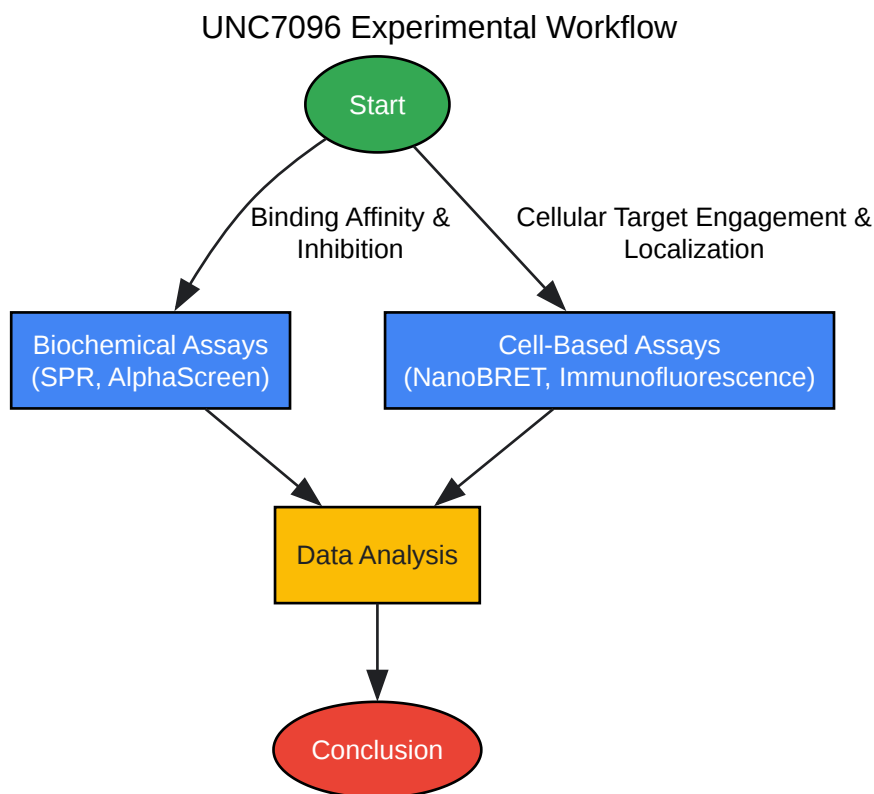 UNC7096 Experimental Workflow
Start
Binding Affinity &
Inhibition
Cellular Target Engagement &
Localization
Biochemical Assays
(SPR, AlphaScreen)
Cell-Based Assays
(NanoBRET, Immunofluorescence)
Data Analysis
Conclusion